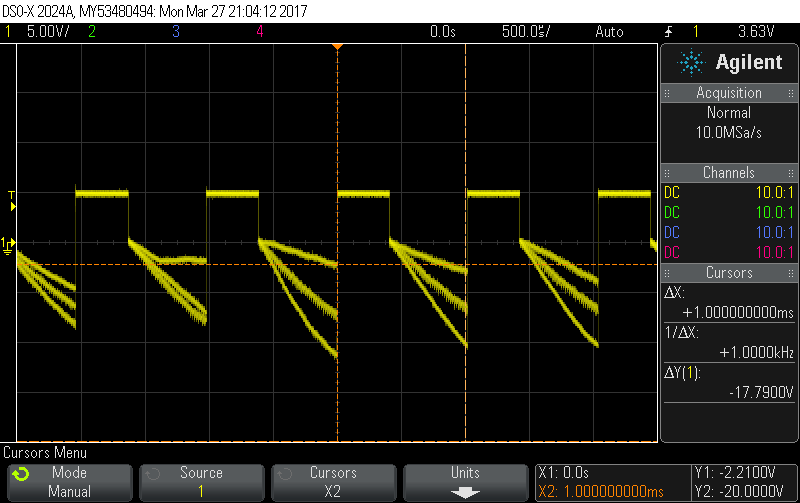 DSO-X 2024A, MY53480494: Mon Mar 27 21:04:12 2017
1 5.00V/ 2 3 4 0.0s 500.0㎲/ Auto 1 3.63V
Agilent
Acquisition
Normal
10.0MSa/s
Channels
DC 10.0:1
DC 10.0:1
DC 10.0:1
DC 10.0:1
Cursors
ΔX:
+1.000000000ms
1/ΔX:
+1.0000kHz
ΔY(1):
-17.7900V
T
1
Cursors Menu
Mode
Manual
Source
1
Cursors
X2
Units
X1: 0.0s
X2: 1.000000000ms
Y1: -2.2100V
Y2: -20.0000V